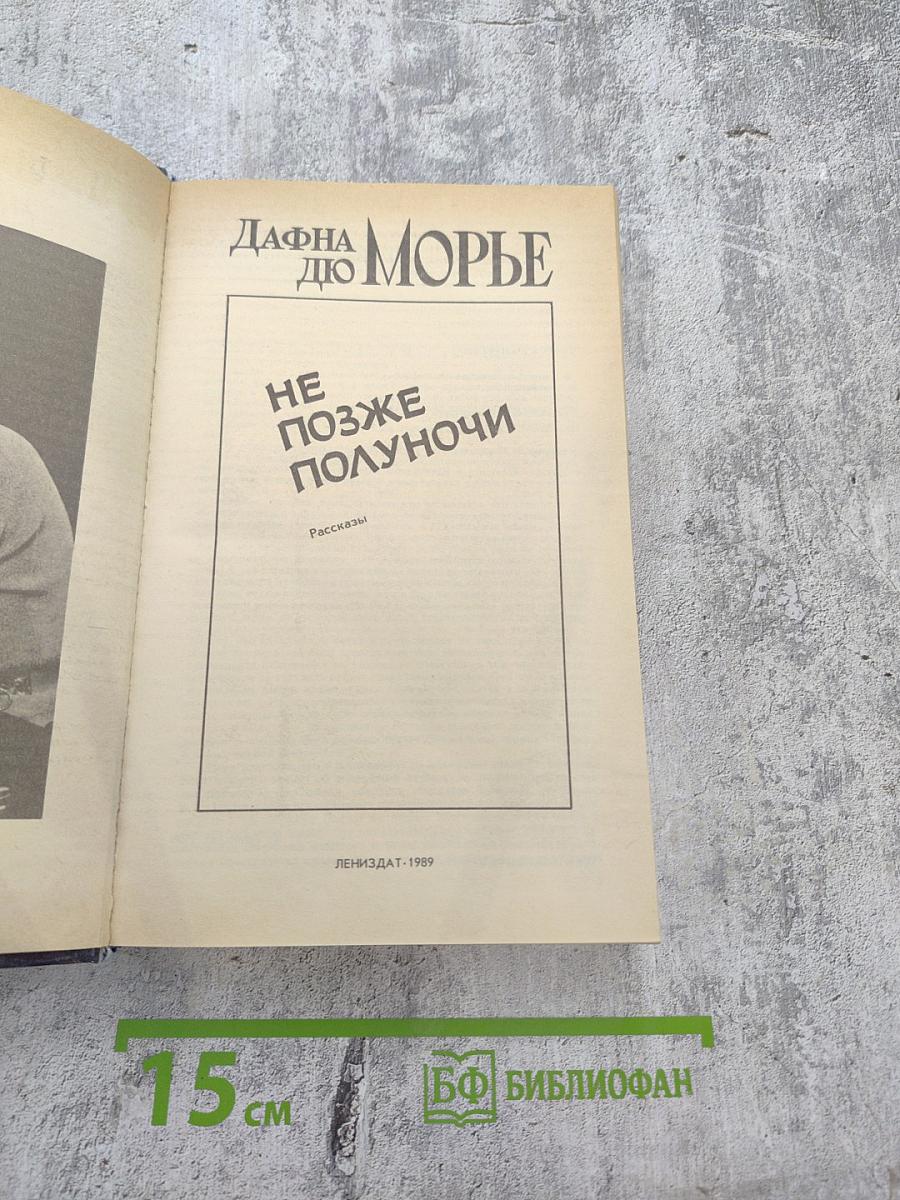 ДАФНА
ДЮ МОРЬЕ
НЕ
ПОЗЖЕ
ПОЛУНОЧИ
Рассказы
ЛЕНИЗДАТ·1989
15 см
БФ БИБЛИОФАН